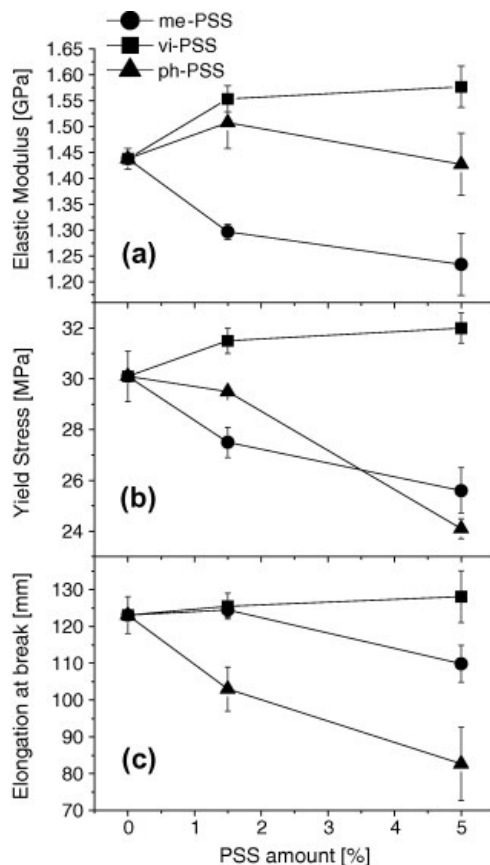 me-PSS
vi-PSS
ph-PSS
Elastic Modulus [GPa]
1.65
1.60
1.55
1.50
1.45
1.40
1.35
1.30
1.25
1.20
(a)
Yield Stress [MPa]
32
30
28
26
24
(b)
Elongation at break [mm]
130
120
110
100
90
80
70
(c)
0 1 2 3 4 5
PSS amount [%]